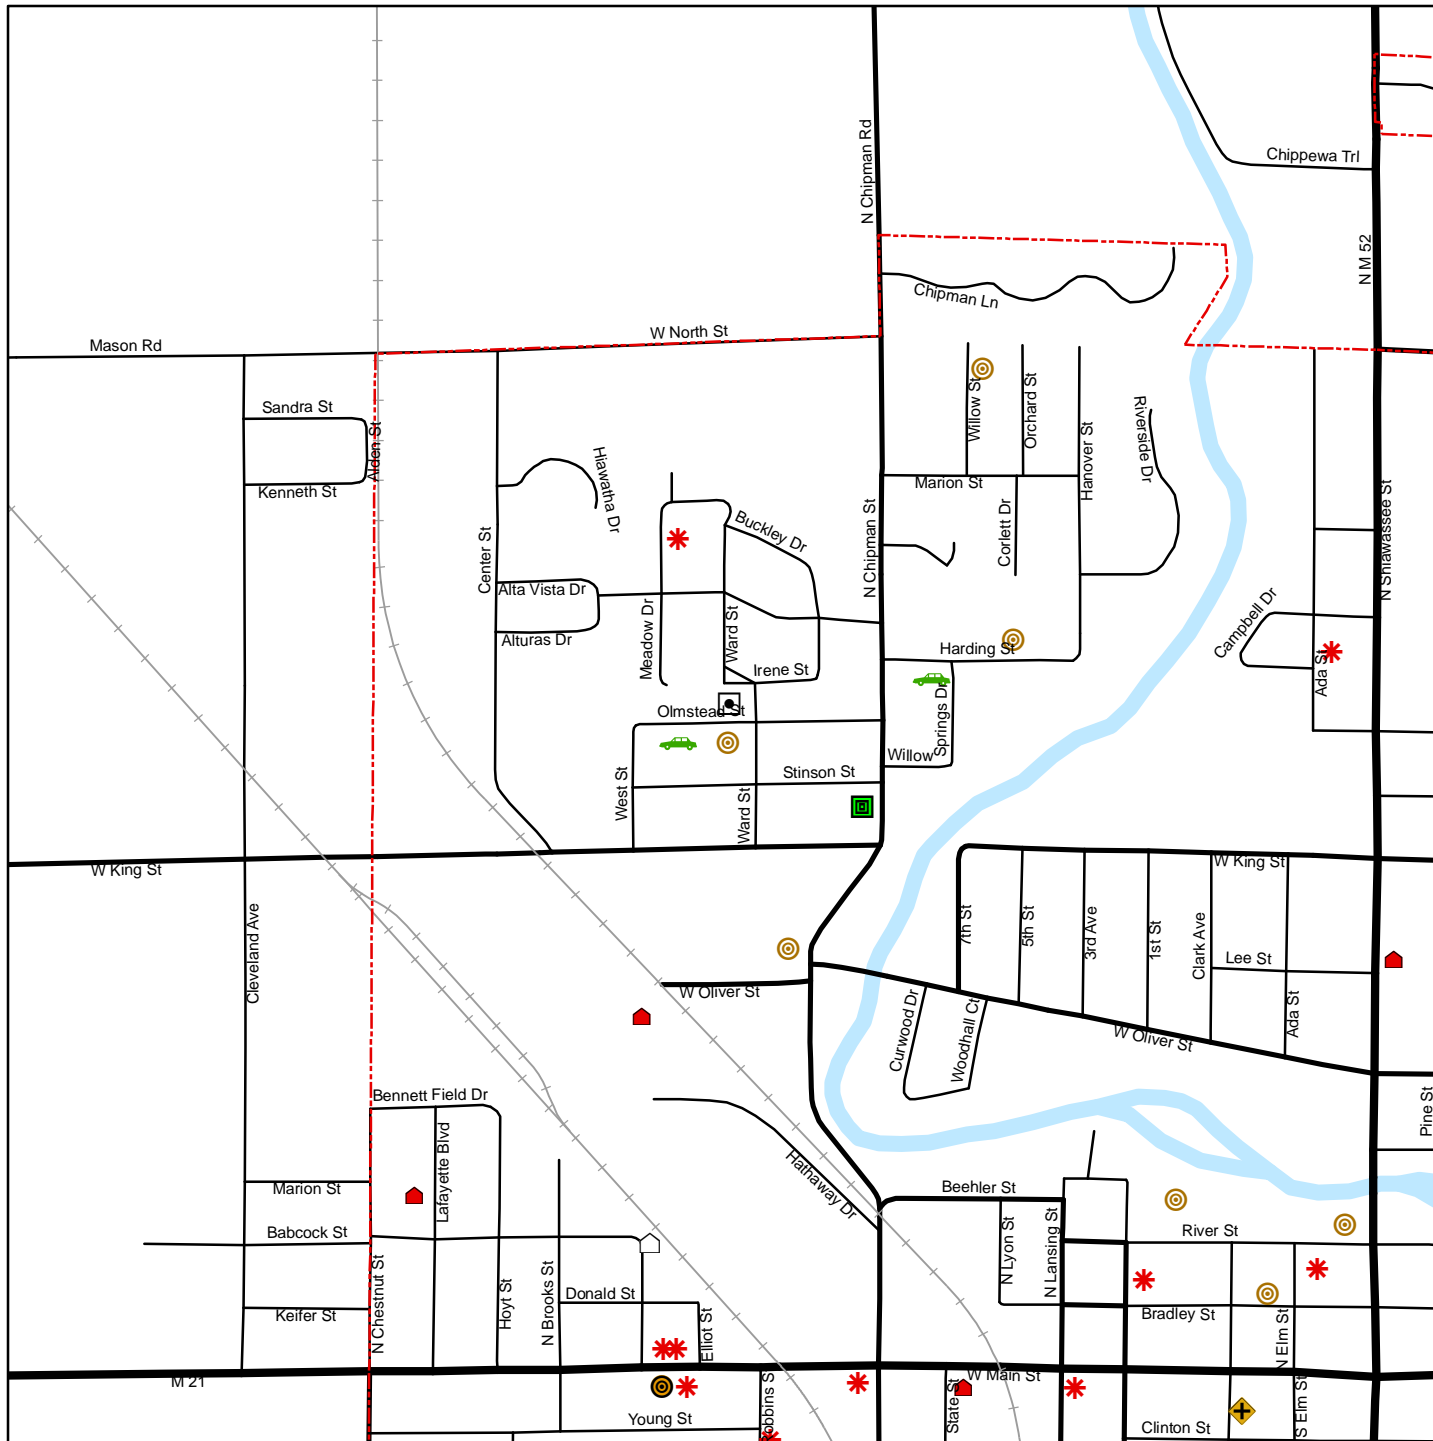 N Chipman Rd
Chippewa Trl
N M 52
Chipman Ln
W North St
Mason Rd
Sandra St
Alden St
Kenneth St
Willow St
Orchard St
Hanover St
Riverside Dr
Marion St
Hiawatha Dr
Buckley Dr
Center St
N Chipman St
Corlett Dr
N Shiawassee St
Alta Vista Dr
Alturas Dr
Meadow Dr
Ward St
Irene St
Harding St
Campbell Dr
Ada St
Olmstead St
Springs Dr
Willow
West St
Ward St
Stinson St
W King St
W King St
Cleveland Ave
7th St
5th St
3rd Ave
1st St
Clark Ave
Lee St
Ada St
W Oliver St
Curwood Dr
Woodhall Ct
W Oliver St
Bennett Field Dr
Lafayette Blvd
Pine St
Hathaway Dr
Marion St
Babcock St
Beehler St
N Lyon St
N Lansing St
River St
N Chestnut St
Hoyt St
N Brooks St
Donald St
Elliot St
Keifer St
Bradley St
N Elm St
M 21
W Main St
Robbins St
State St
S Elm St
Young St
Clinton St